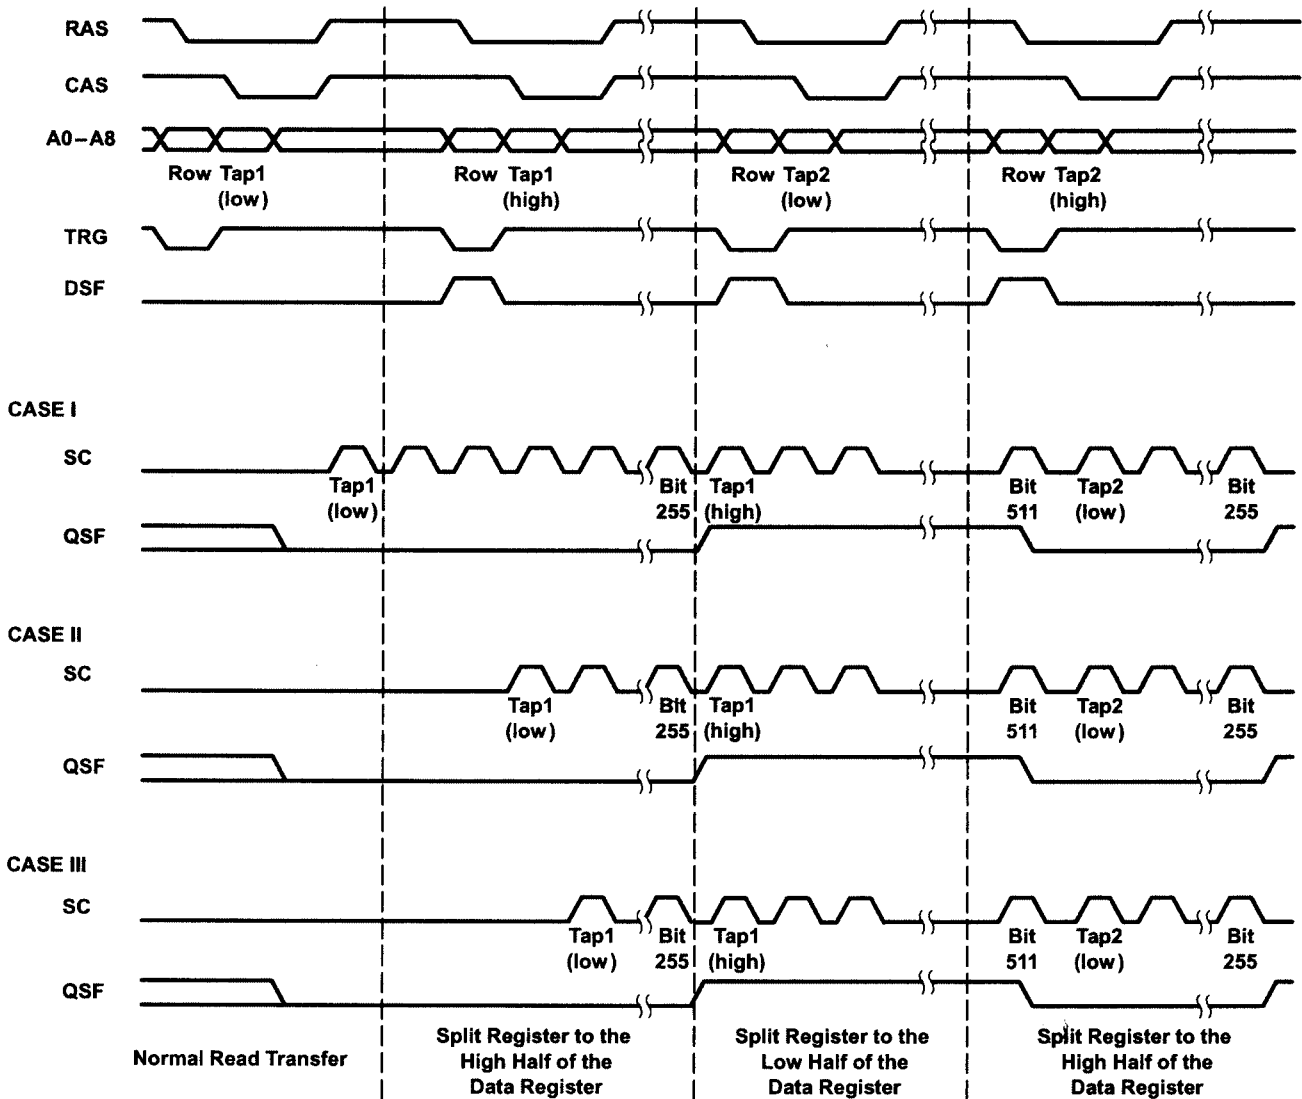 RAS
CAS
A0–A8
Row Tap1 Row Tap1 Row Tap2 Row Tap2
(low) (high) (low) (high)
TRG
DSF
CASE I
SC
Tap1 Bit Tap1 Bit Tap2 Bit
(low) 255 (high) 511 (low) 255
QSF
CASE II
SC
Tap1 Bit Tap1 Bit Tap2 Bit
(low) 255 (high) 511 (low) 255
QSF
CASE III
SC
Tap1 Bit Tap1 Bit Tap2 Bit
(low) 255 (high) 511 (low) 255
QSF
Normal Read Transfer
Split Register to the
High Half of the
Data Register
Split Register to the
Low Half of the
Data Register
Split Register to the
High Half of the
Data Register